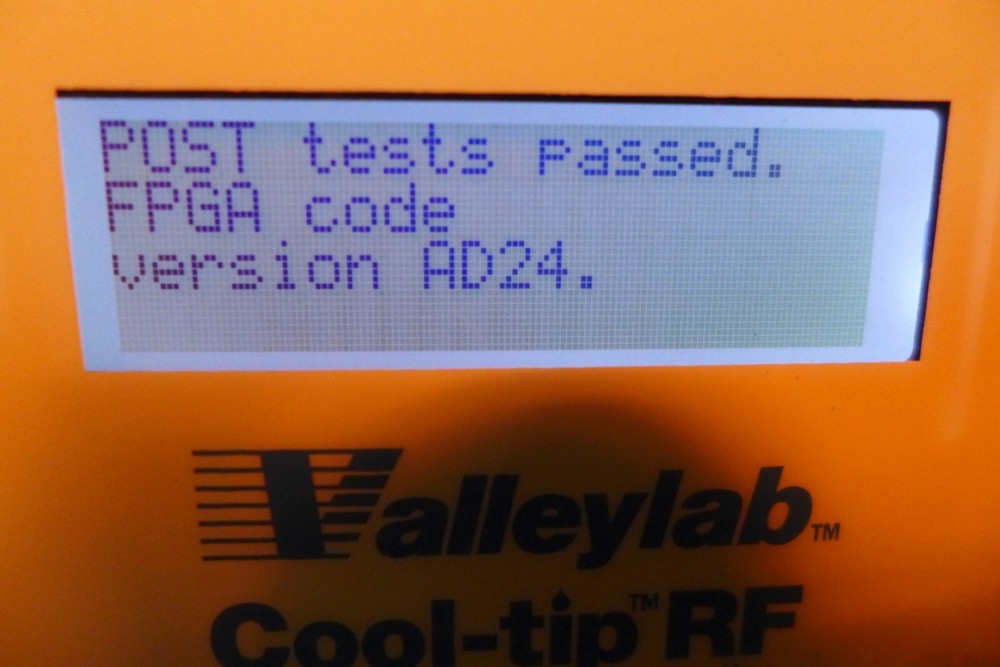 POST tests passed.
FPGA code
version AD24.
Valleylab™
Cool-tip™ RF